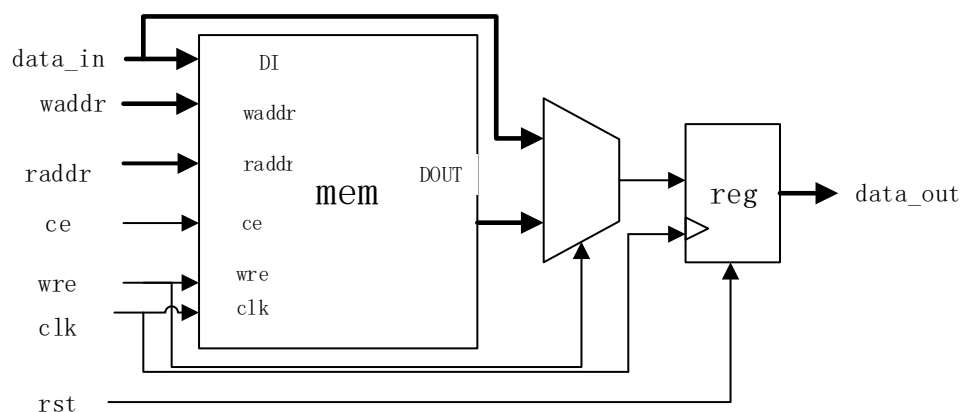 data_in
DI
waddr
waddr
raddr
raddr
DOUT
mem
reg
data_out
ce
ce
wre
wre
clk
clk
rst